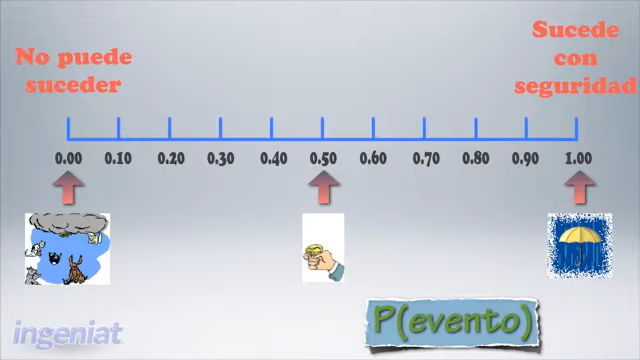 No puede
suceder
Sucede
con
seguridad
0.00 0.10 0.20 0.30 0.40 0.50 0.60 0.70 0.80 0.90 1.00
P(evento)
ingeniat